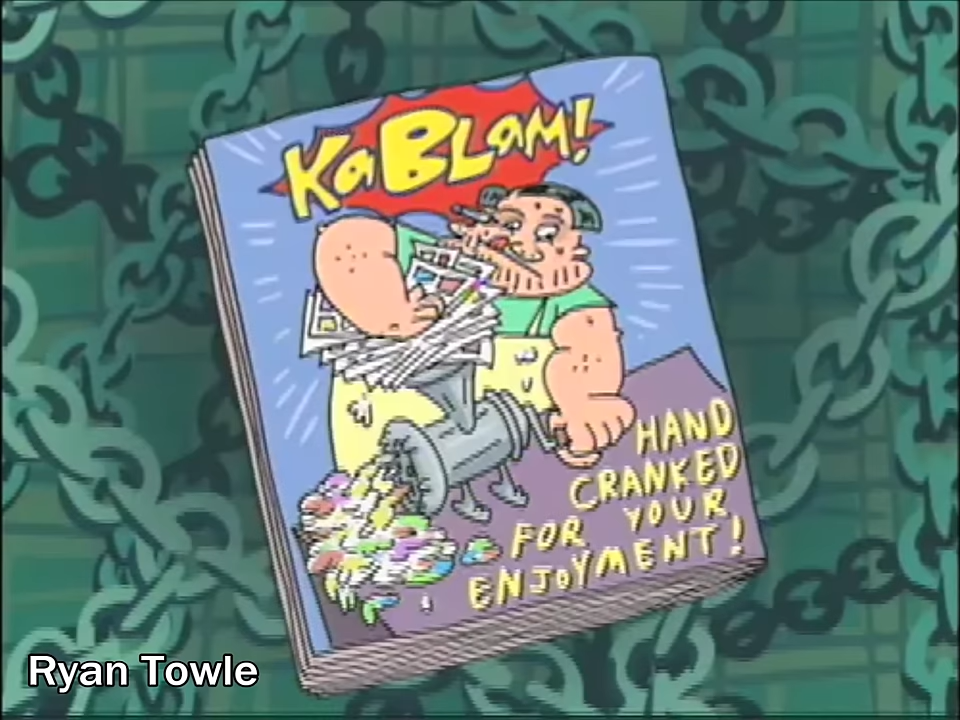 KaBLaM!
HAND
CRANKED
FOR YOUR
ENJOYMENT!
Ryan Towle